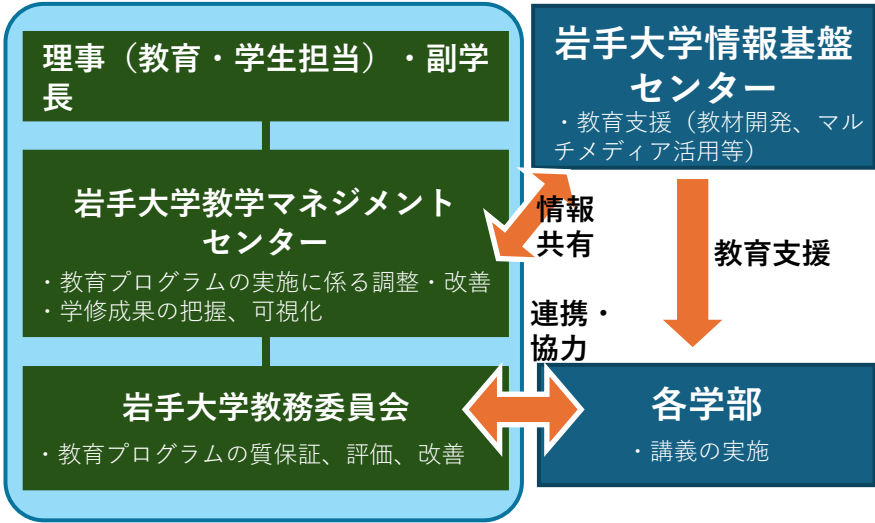 理事（教育・学生担当）・副学
長
岩手大学教学マネジメント
センター
・教育プログラムの実施に係る調整・改善
・学修成果の把握、可視化
岩手大学教務委員会
・教育プログラムの質保証、評価、改善
岩手大学情報基盤
センター
・教育支援（教材開発、マル
チメディア活用等）
情報
共有
教育支援
連携・
協力
各学部
・講義の実施